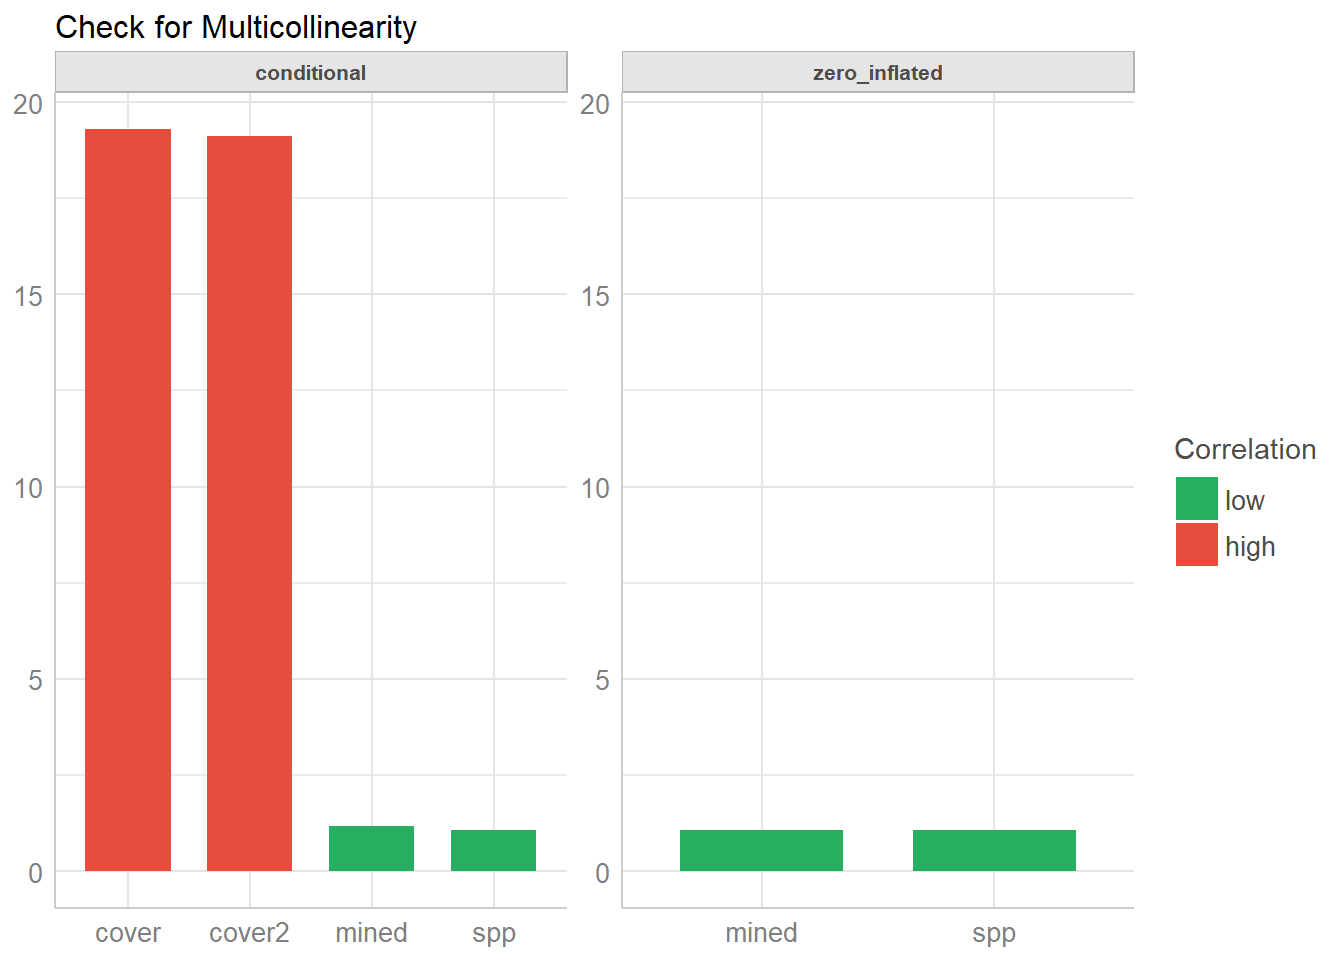 Check for Multicollinearity
conditional
zero_inflated
20
15
10
5
0
20
15
10
5
0
cover cover2 mined spp
mined spp
Correlation
low
high